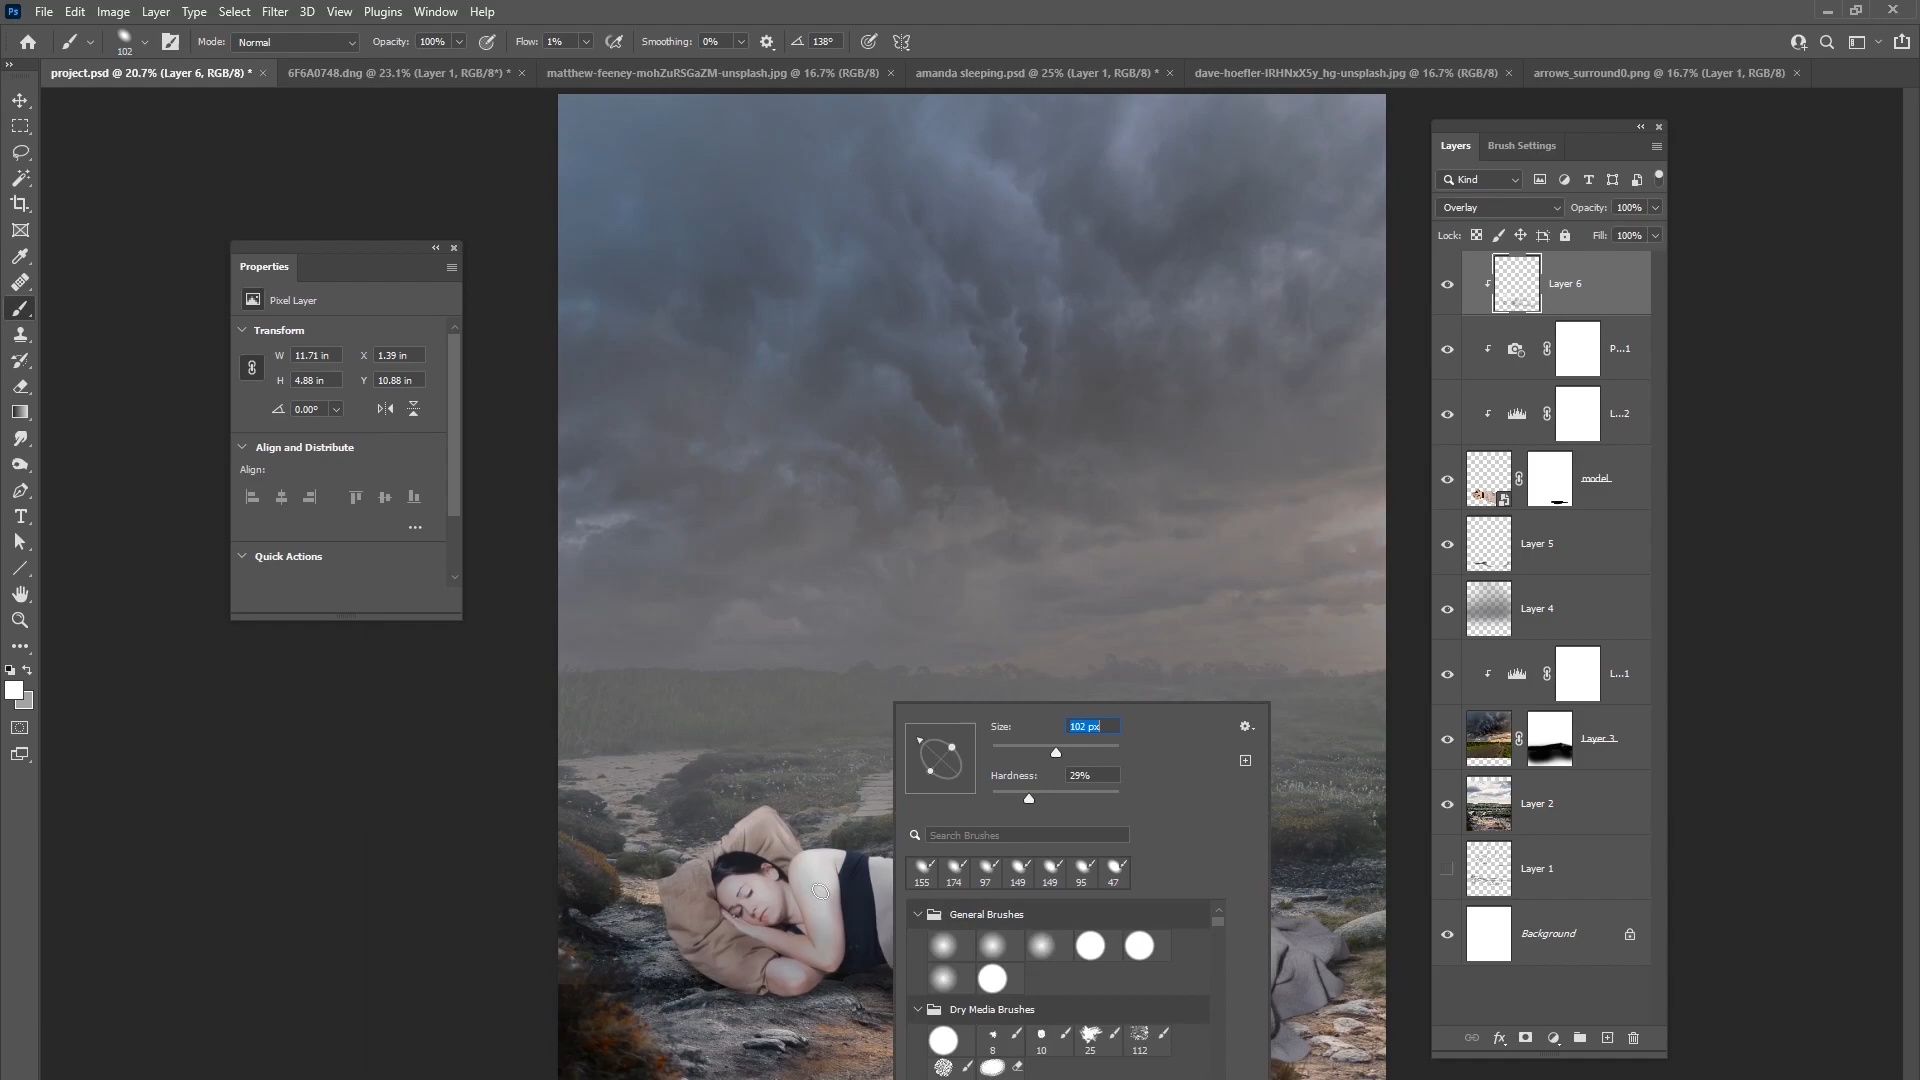 Ps File Edit Image Layer Type Select Filter 3D View Plugins Window Help
102 Mode: Normal Opacity: 100% Flow: 1% Smoothing: 0% 138°
project.psd @ 20.7% (Layer 6, RGB/8) * 6F6A0748.dng @ 23.1% (Layer 1, RGB/8*) * matthew-feeney-mohZuRSGaZM-unsplash.jpg @ 16.7% (RGB/8) amanda sleeping.psd @ 25% (Layer 1, RGB/8) * dave-hoefler-IRHNxX5y_hg-unsplash.jpg @ 16.7% (RGB/8) arrows_surround0.png @ 16.7% (Layer 1, RGB/8)
Properties
Pixel Layer
Transform
W 11.71 in X 1.39 in
H 4.88 in Y 10.88 in
0.00°
Align and Distribute
Align:
Quick Actions
Size: 102 px
Hardness: 29%
Search Brushes
155 174 97 149 149 95 47
General Brushes
Dry Media Brushes
8 10 25 112
Layers Brush Settings
Kind
Overlay Opacity: 100%
Lock: Fill: 100%
Layer 6
P...1
L...2
model
Layer 5
Layer 4
L...1
Layer 3
Layer 2
Layer 1
Background